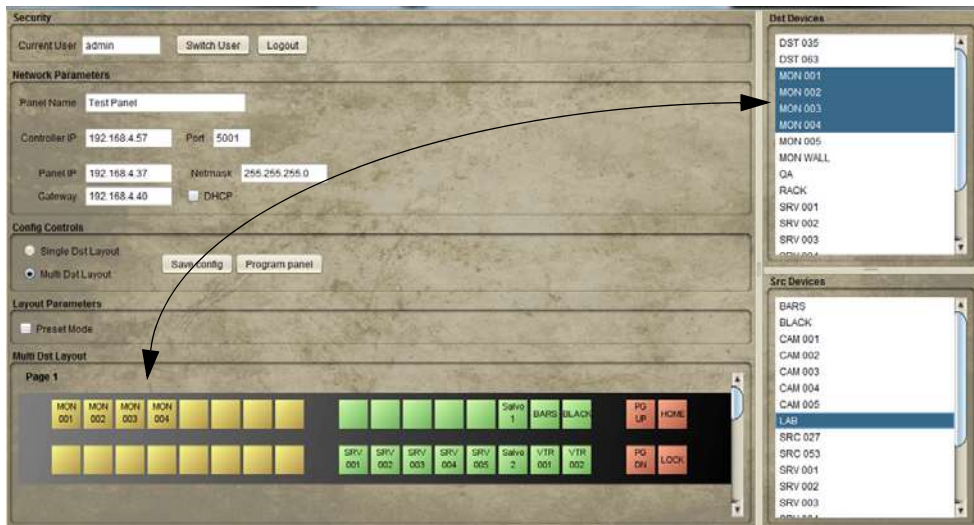 Security
Current User admin Switch User Logout
Network Parameters
Panel Name Test Panel
Controller IP 192.168.4.57 Port 5001
Panel IP 192.168.4.37 Netmask 255.255.255.0
Gateway 192.168.4.40 DHCP
Config Controls
Single Dst Layout
Multi Dst Layout
Save config Program panel
Layout Parameters
Preset Mode
Multi Dst Layout
Page 1
MON 001 MON 002 MON 003 MON 004 Salvo 1 BARS BLACK PG UP HOME
SRV 001 SRV 002 SRV 003 SRV 004 SRV 005 Salvo 2 VTR 001 VTR 002 PG DN LOCK
Dst Devices
DST 035
DST 063
MON 001
MON 002
MON 003
MON 004
MON 005
MON WALL
QA
RACK
SRV 001
SRV 002
SRV 003
SRV 004
Src Devices
BARS
BLACK
CAM 001
CAM 002
CAM 003
CAM 004
CAM 005
LAB
SRC 027
SRC 053
SRV 001
SRV 002
SRV 003
SRV 004